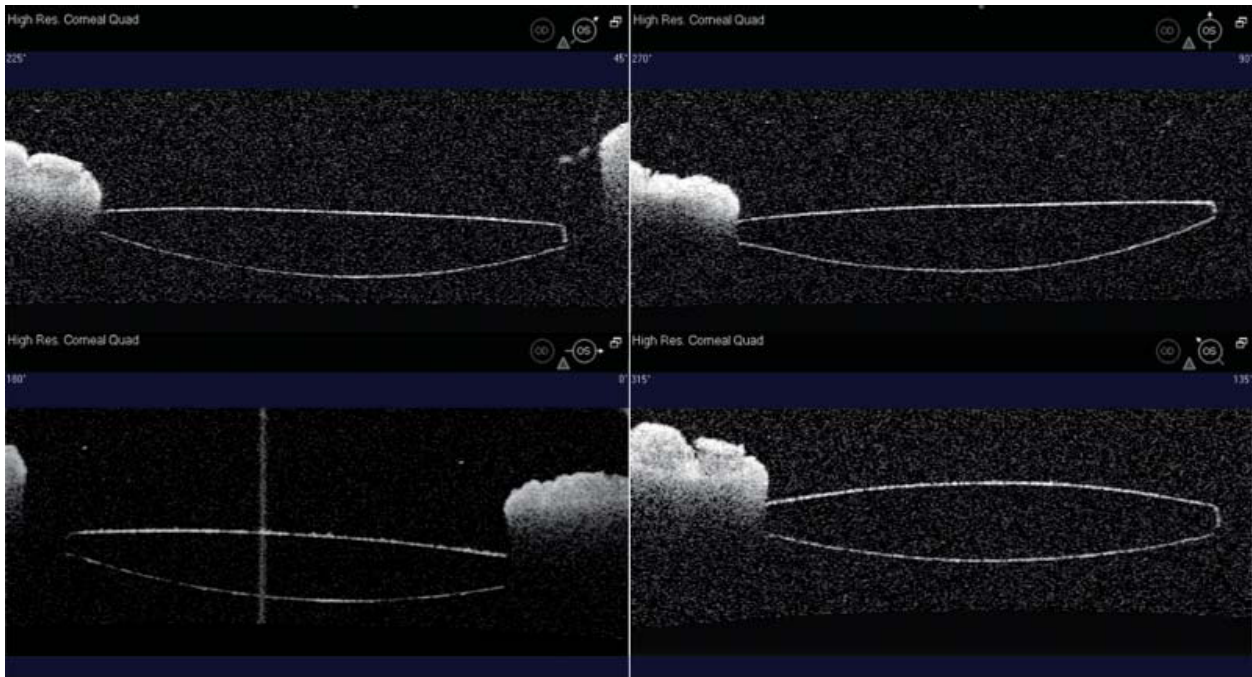 High Res. Corneal Quad
OD OS
225° 45°
High Res. Corneal Quad
OD OS
270° 90°
High Res. Corneal Quad
OD OS
180° 0°
High Res. Corneal Quad
OD OS
315° 135°